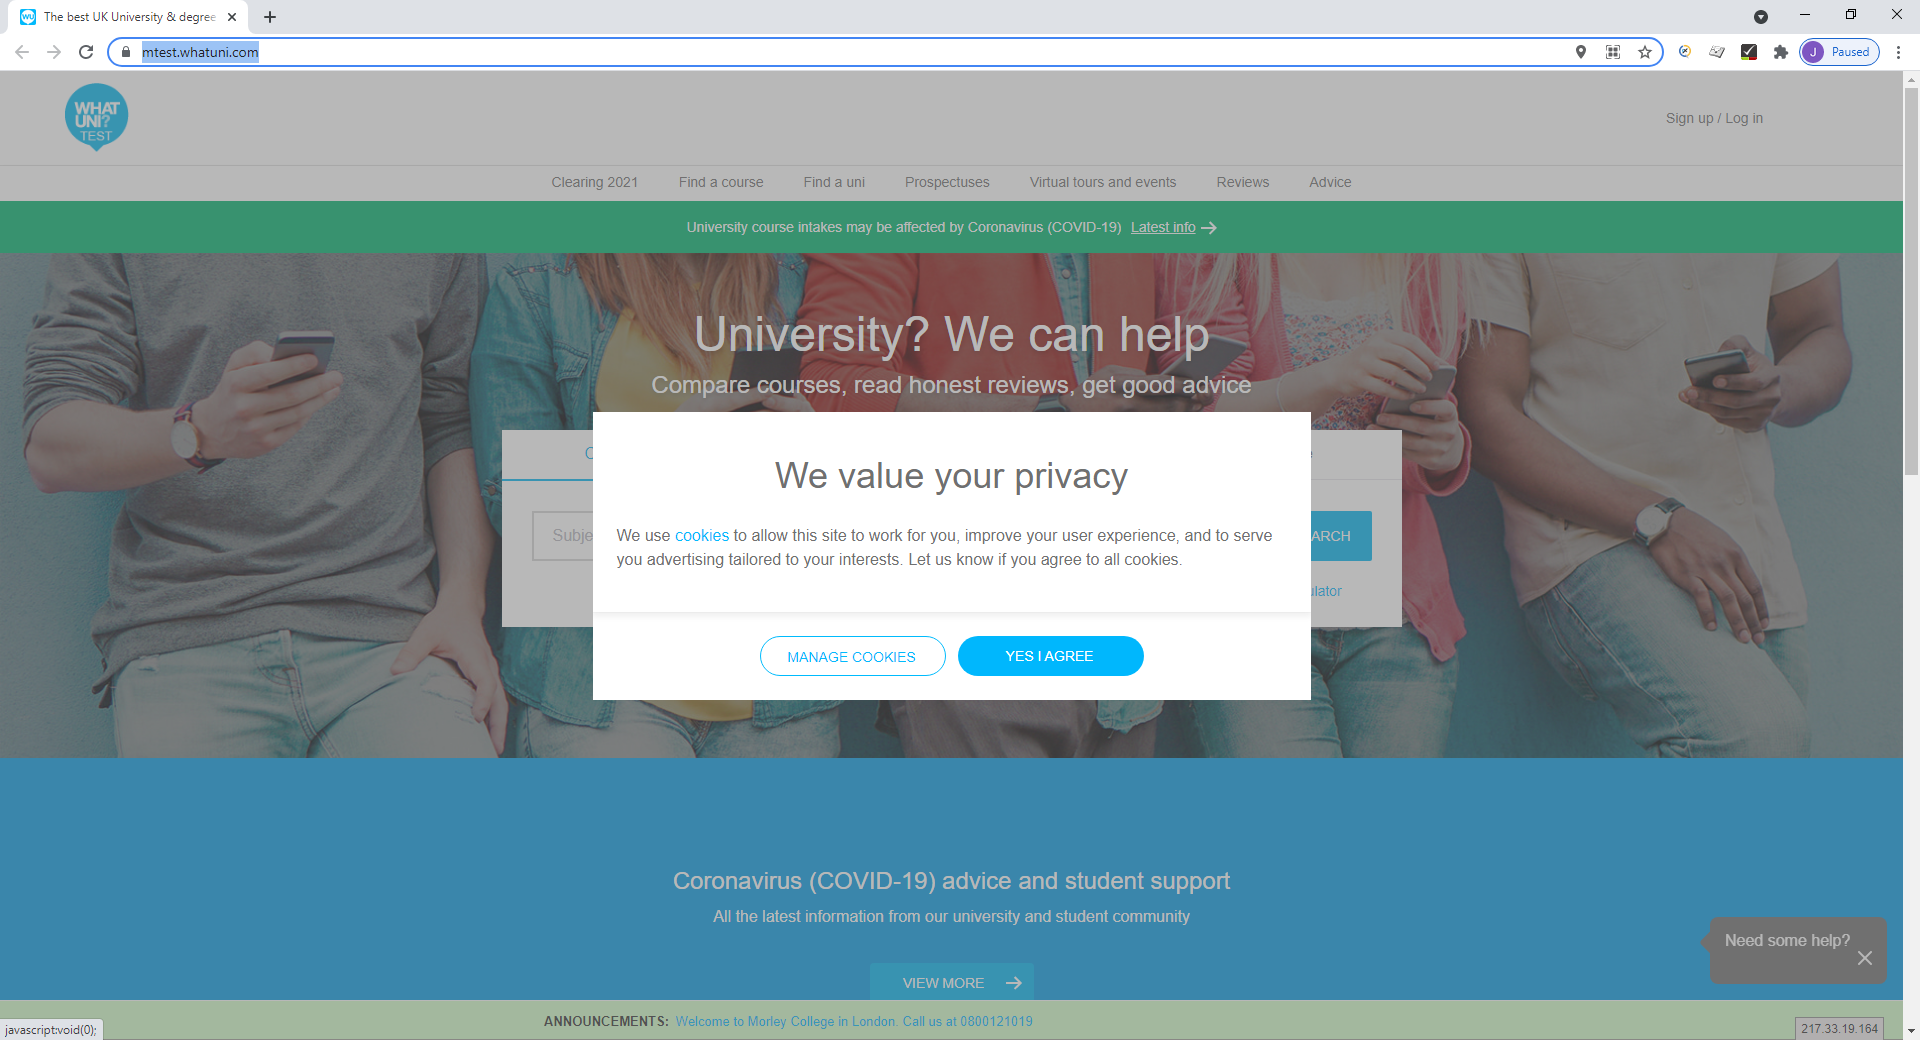 The best UK University & degree
mtest.whatuni.com
J Paused
WHAT
UNI?
TEST
Sign up / Log in
Clearing 2021 Find a course Find a uni Prospectuses Virtual tours and events Reviews Advice
University course intakes may be affected by Coronavirus (COVID-19) Latest info
University? We can help
Compare courses, read honest reviews, get good advice
We value your privacy
We use cookies to allow this site to work for you, improve your user experience, and to serve
you advertising tailored to your interests. Let us know if you agree to all cookies.
MANAGE COOKIES YES I AGREE
Coronavirus (COVID-19) advice and student support
All the latest information from our university and student community
Need some help?
VIEW MORE
ANNOUNCEMENTS: Welcome to Morley College in London. Call us at 0800121019
javascript:void(0);
217.33.19.164